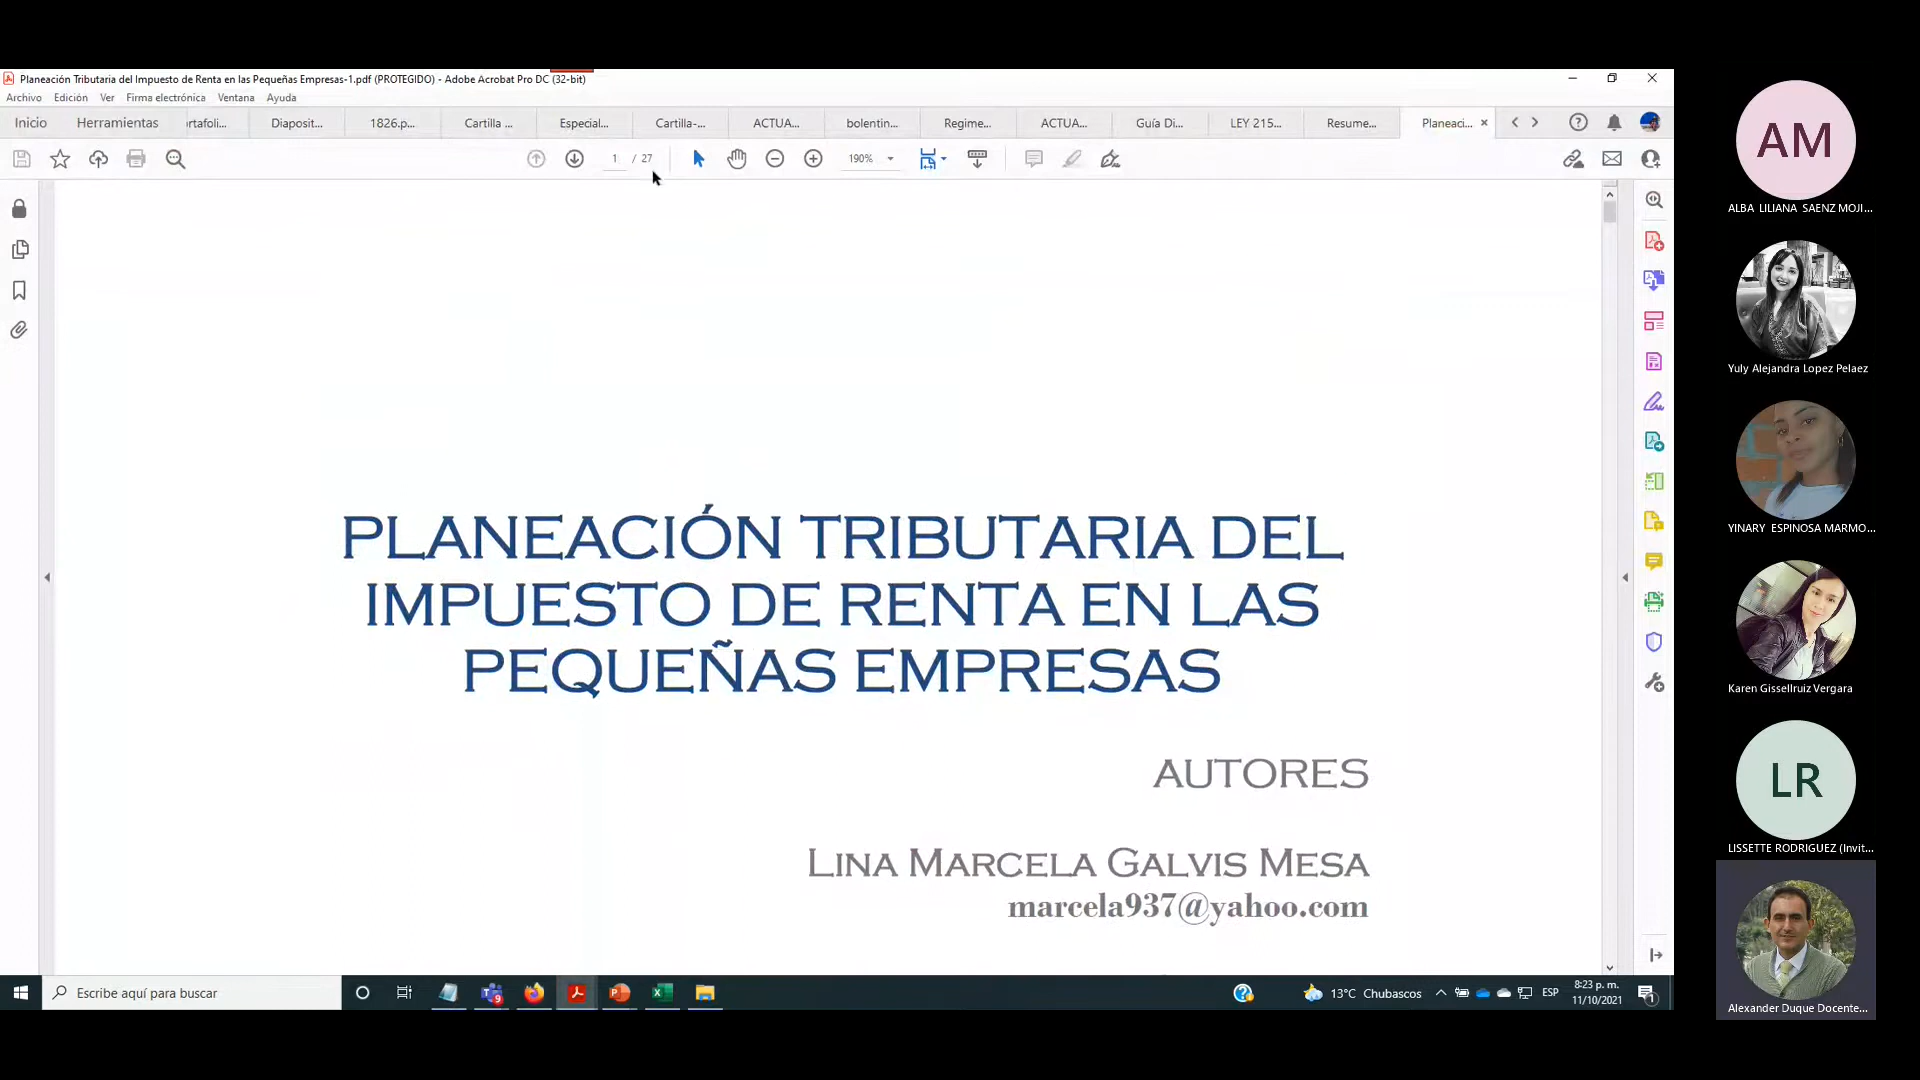 Planeación Tributaria del Impuesto de Renta en las Pequeñas Empresas-1.pdf (PROTEGIDO) - Adobe Acrobat Pro DC (32-bit)
Archivo Edición Ver Firma electrónica Ventana Ayuda
Inicio Herramientas rtafoli... Diaposit... 1826.p... Cartilla ... Especial... Cartilla-... ACTUA... boletin... Regime... ACTUA... Guía Di... LEY 215... Resume... Planeaci...
1 / 27 190%
PLANEACIÓN TRIBUTARIA DEL
IMPUESTO DE RENTA EN LAS
PEQUEÑAS EMPRESAS
AUTORES
LINA MARCELA GALVIS MESA
marcela937@yahoo.com
Escribe aquí para buscar
9
13°C Chubascos
ESP
8:23 p. m.
11/10/2021
1
AM
ALBA LILIANA SAENZ MOJI...
Yuly Alejandra Lopez Pelaez
YINARY ESPINOSA MARMO...
Karen Gissellruiz Vergara
LR
LISSETTE RODRIGUEZ (Invit...
Alexander Duque Docente...